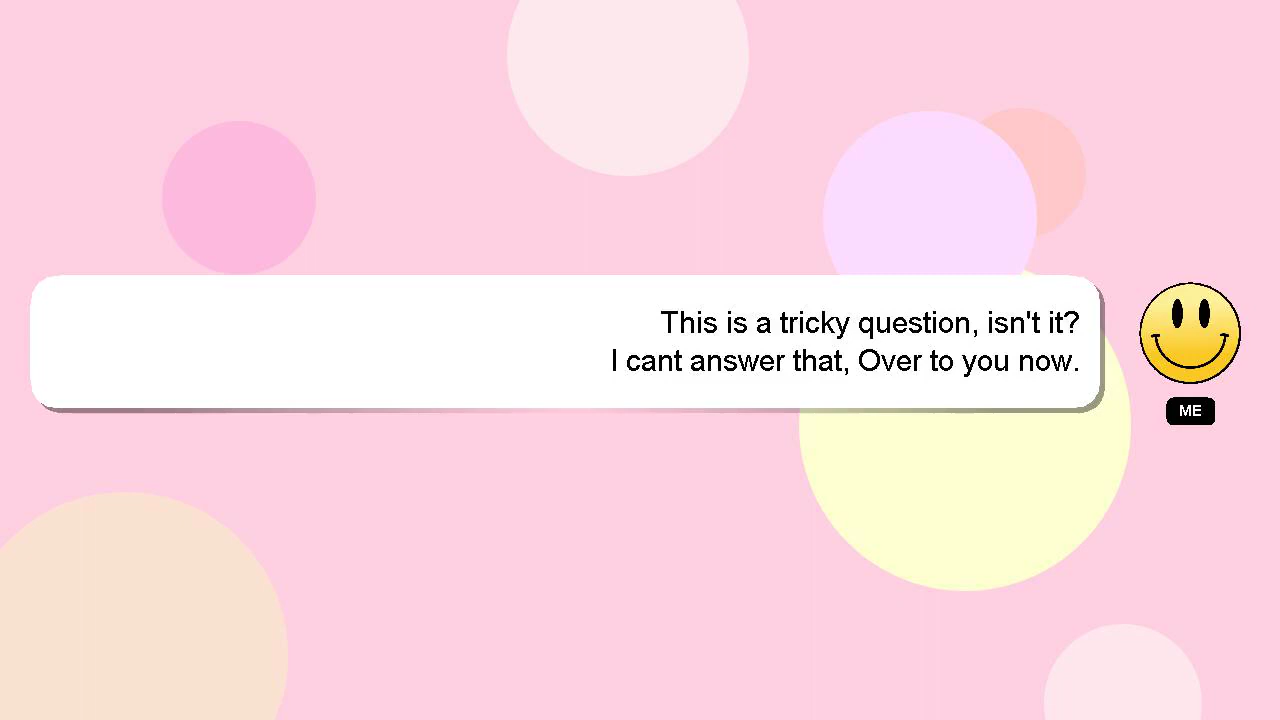 This is a tricky question, isn't it?
I cant answer that, Over to you now.
ME